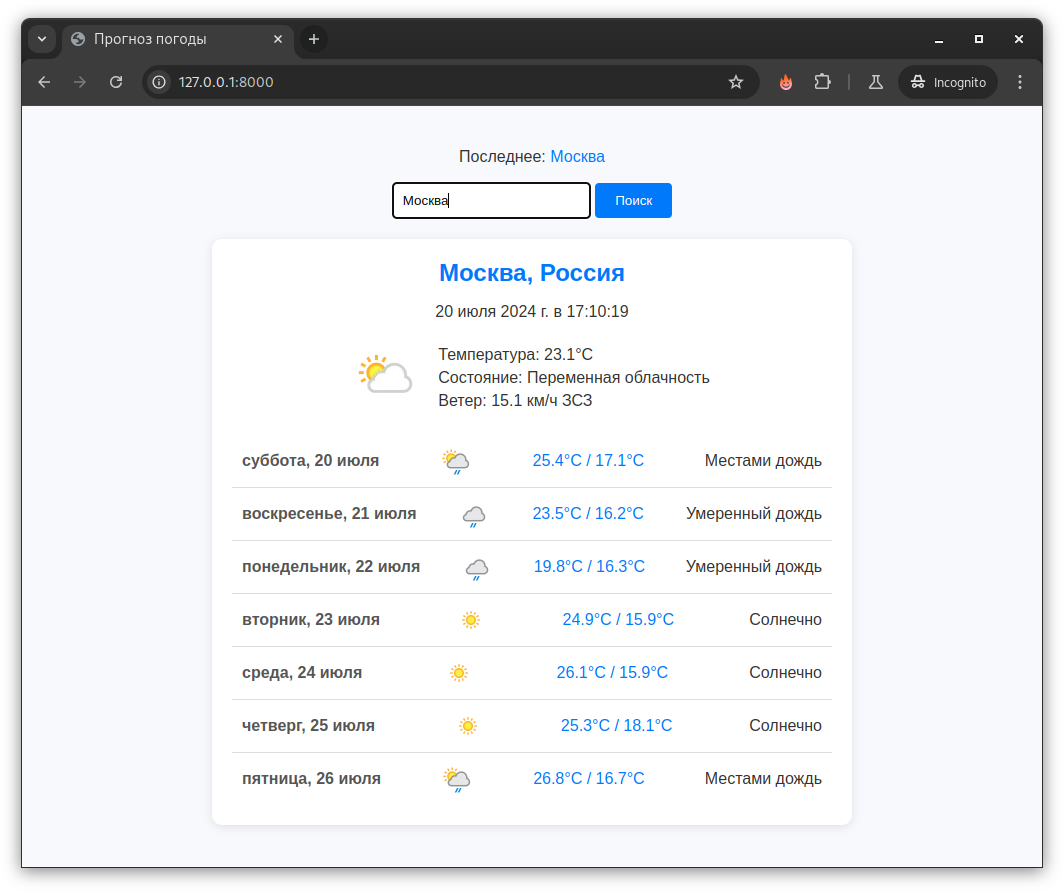 Прогноз погоды
127.0.0.1:8000
Incognito
Последнее: Москва
Москва
Поиск
Москва, Россия
20 июля 2024 г. в 17:10:19
Температура: 23.1°C
Состояние: Переменная облачность
Ветер: 15.1 км/ч ЗСЗ
суббота, 20 июля 25.4°C / 17.1°C Местами дождь
воскресенье, 21 июля 23.5°C / 16.2°C Умеренный дождь
понедельник, 22 июля 19.8°C / 16.3°C Умеренный дождь
вторник, 23 июля 24.9°C / 15.9°C Солнечно
среда, 24 июля 26.1°C / 15.9°C Солнечно
четверг, 25 июля 25.3°C / 18.1°C Солнечно
пятница, 26 июля 26.8°C / 16.7°C Местами дождь